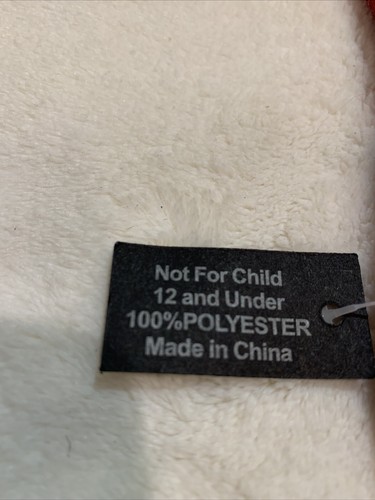 Not For Child
12 and Under
100%POLYESTER
Made in China